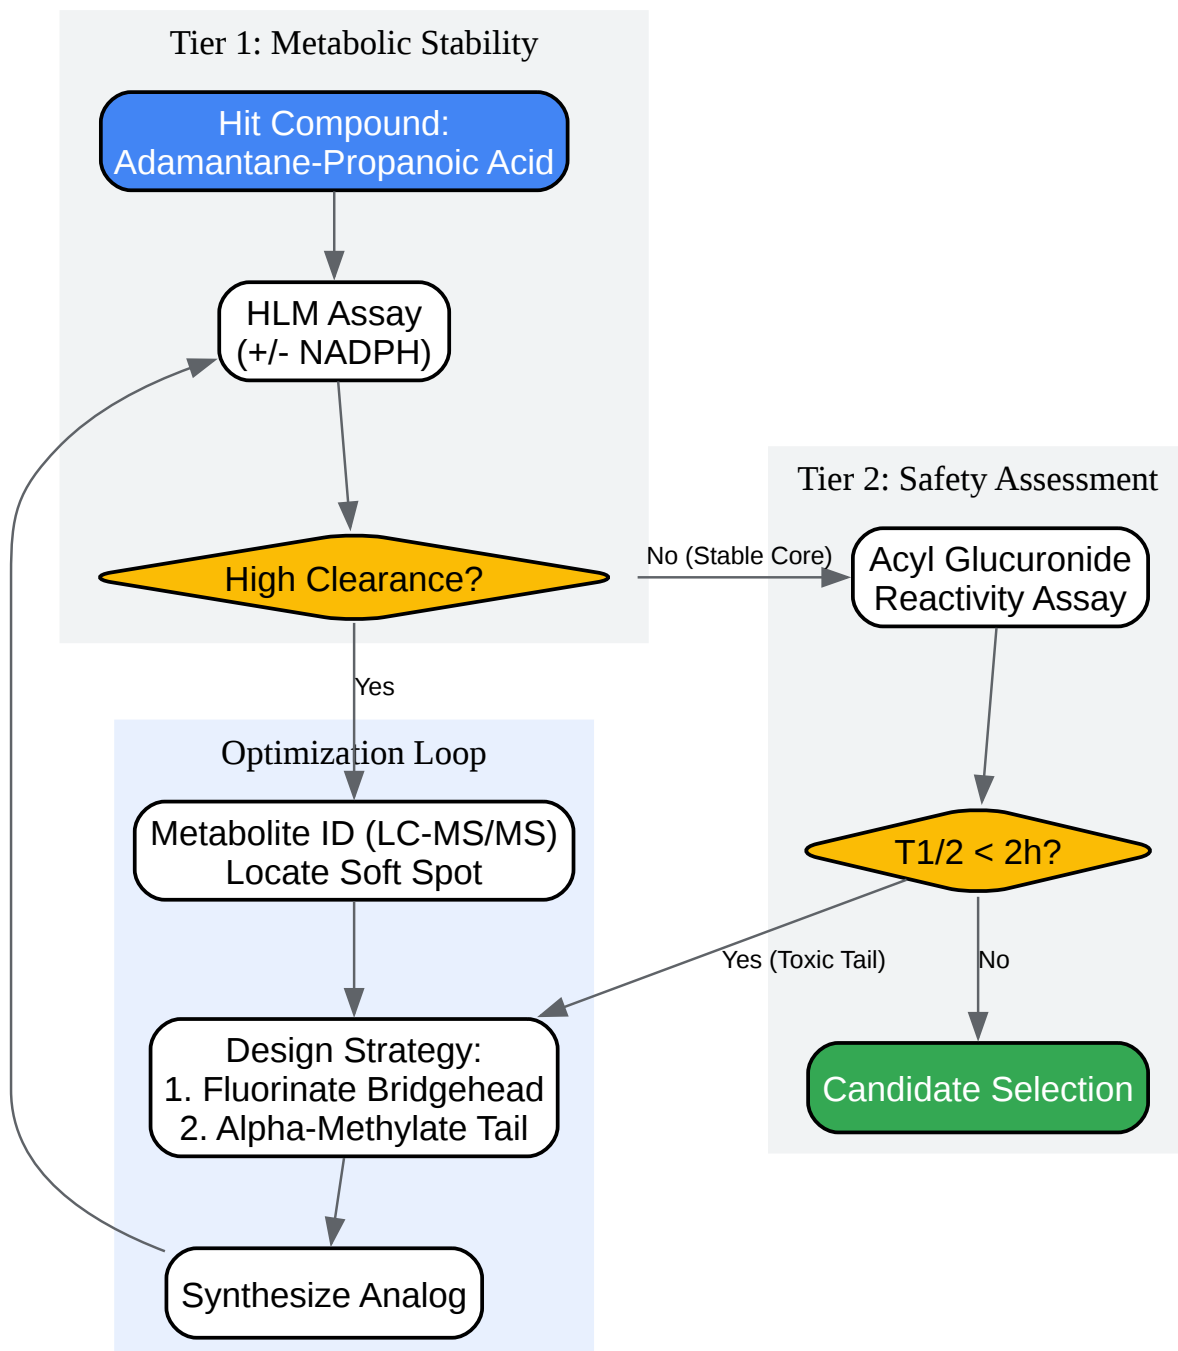 Tier 1: Metabolic Stability
Hit Compound:
Adamantane-Propanoic Acid
HLM Assay
(+/- NADPH)
High Clearance?
No (Stable Core)
Tier 2: Safety Assessment
Acyl Glucuronide
Reactivity Assay
Yes
Optimization Loop
Metabolite ID (LC-MS/MS)
Locate Soft Spot
T1/2 < 2h?
Yes (Toxic Tail)
No
Design Strategy:
1. Fluorinate Bridgehead
2. Alpha-Methylate Tail
Candidate Selection
Synthesize Analog